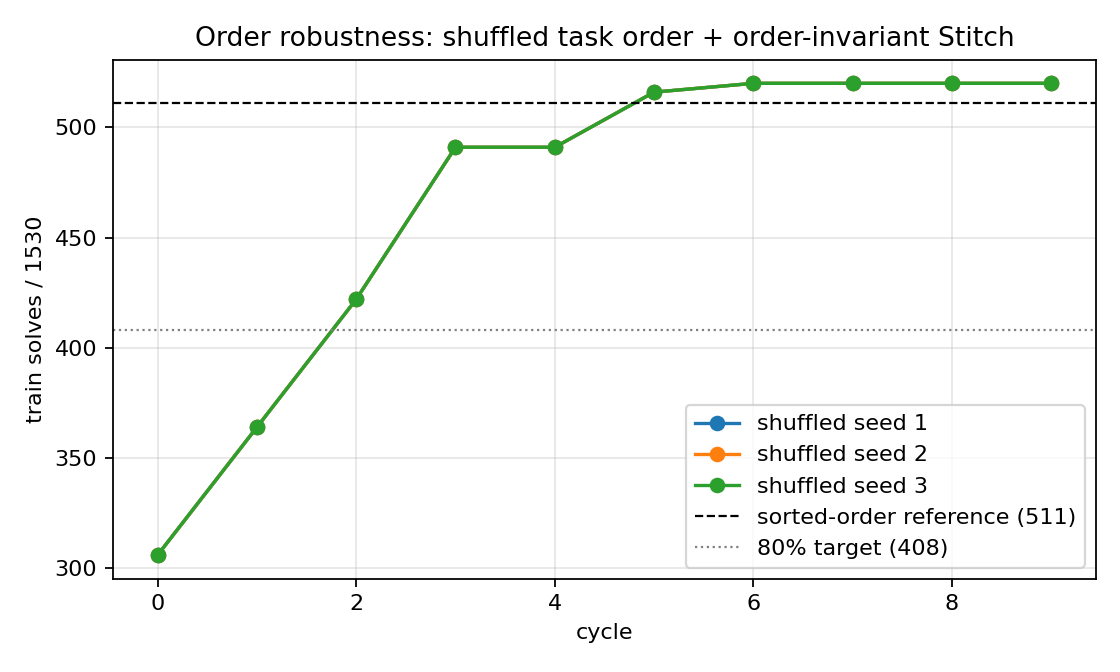 Order robustness: shuffled task order + order-invariant Stitch
train solves / 1530
500
450
400
350
300
0
2
4
6
8
cycle
shuffled seed 1
shuffled seed 2
shuffled seed 3
sorted-order reference (511)
80% target (408)